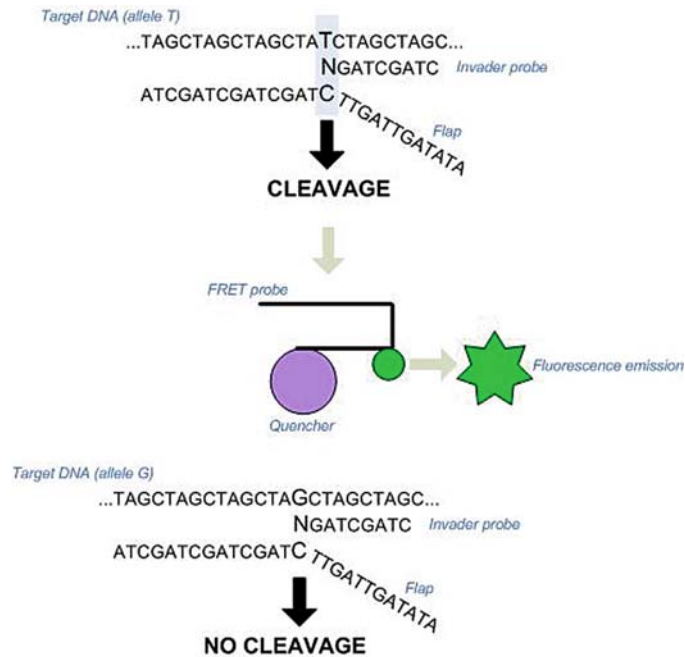 Target DNA (allele T)
...TAGCTAGCTAGCTATCTAGCTAGC...
NGATCGATC Invader probe
ATCGATCGATCGATC TTGATTGATATA
Flap
CLEAVAGE
FRET probe
Fluorescence emission
Quencher
Target DNA (allele G)
...TAGCTAGCTAGCTAGCTAGCTAGC...
NGATCGATC Invader probe
ATCGATCGATCGATC TTGATTGATATA
Flap
NO CLEAVAGE